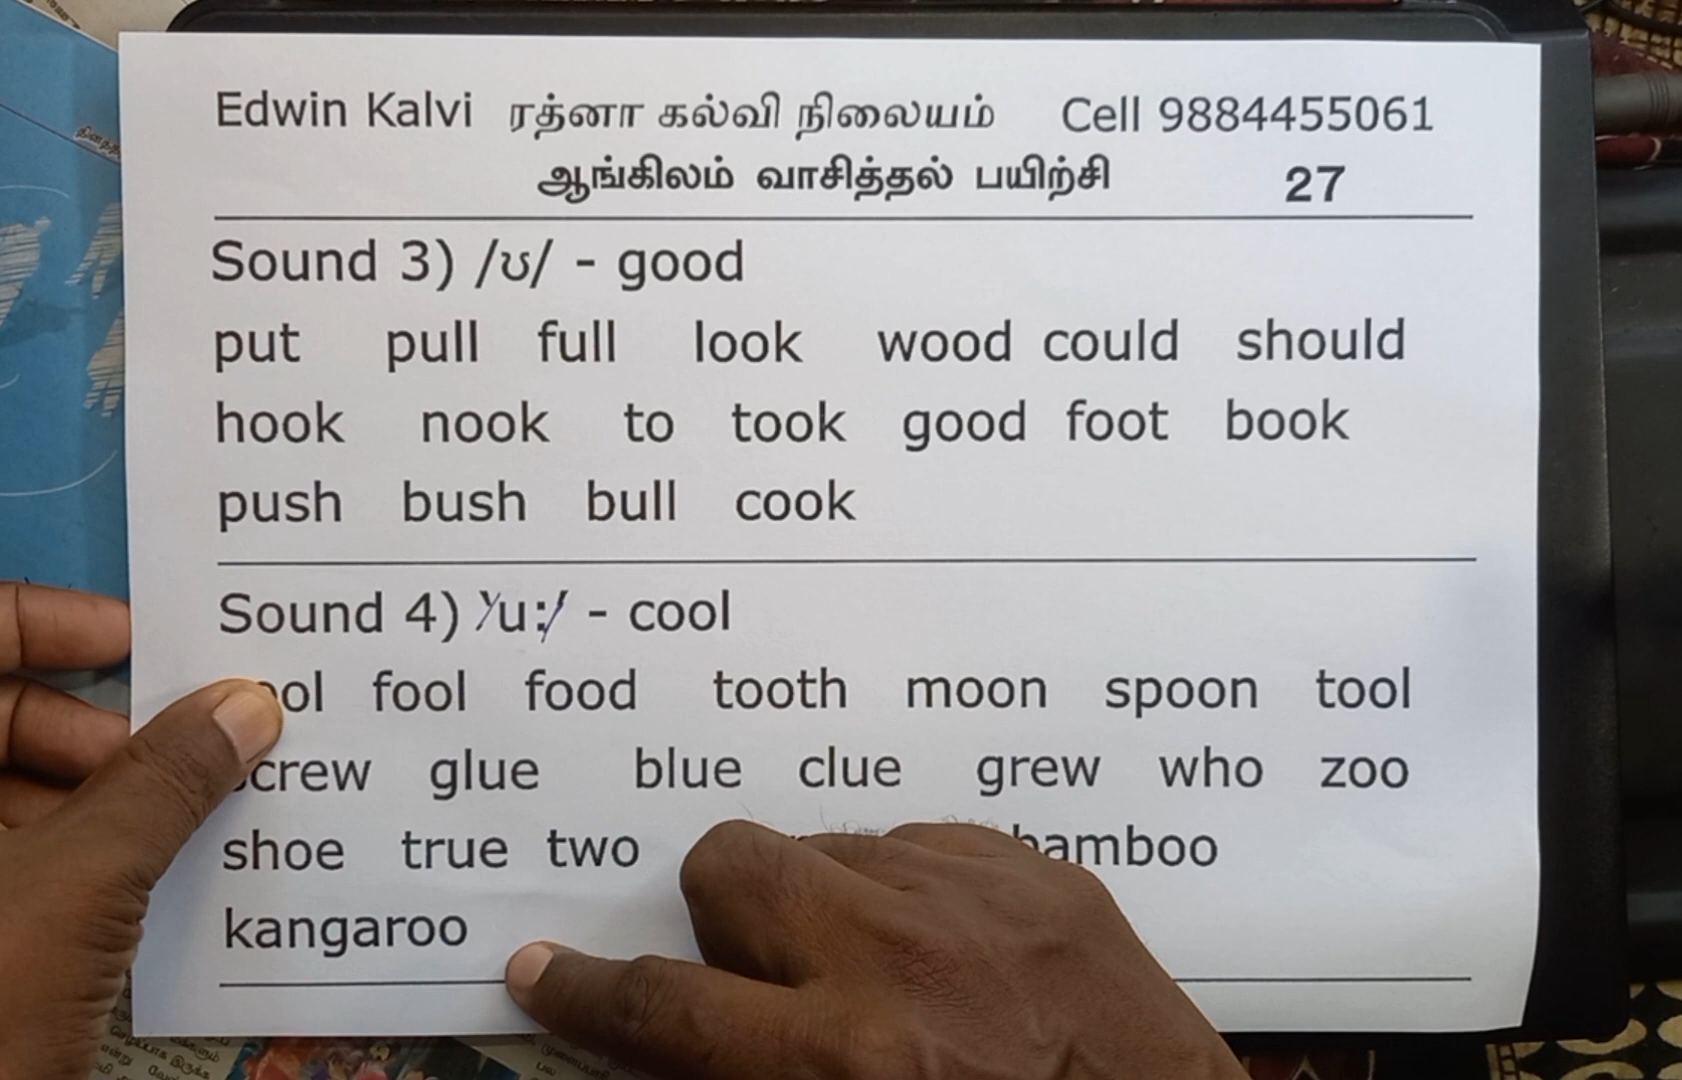 Edwin Kalvi ரத்னா கல்வி நிலையம் Cell 9884455061
ஆங்கிலம் வாசித்தல் பயிற்சி 27
Sound 3) /ʊ/ - good
put pull full look wood could should
hook nook to took good foot book
push bush bull cook
Sound 4) /u:/ - cool
fool food tooth moon spoon tool
glue blue clue grew who zoo
shoe true two
kangaroo